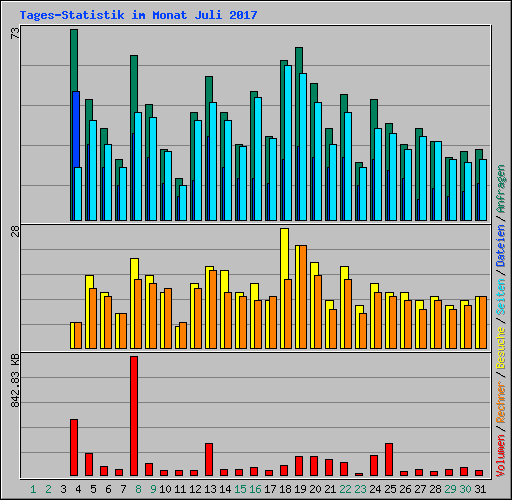 Tages-Statistik im Monat Juli 2017
73
28
842.83 KB
Volumen / Rechner / Besuche / Seiten / Dateien / Anfragen
1 2 3 4 5 6 7 8 9 10 11 12 13 14 15 16 17 18 19 20 21 22 23 24 25 26 27 28 29 30 31